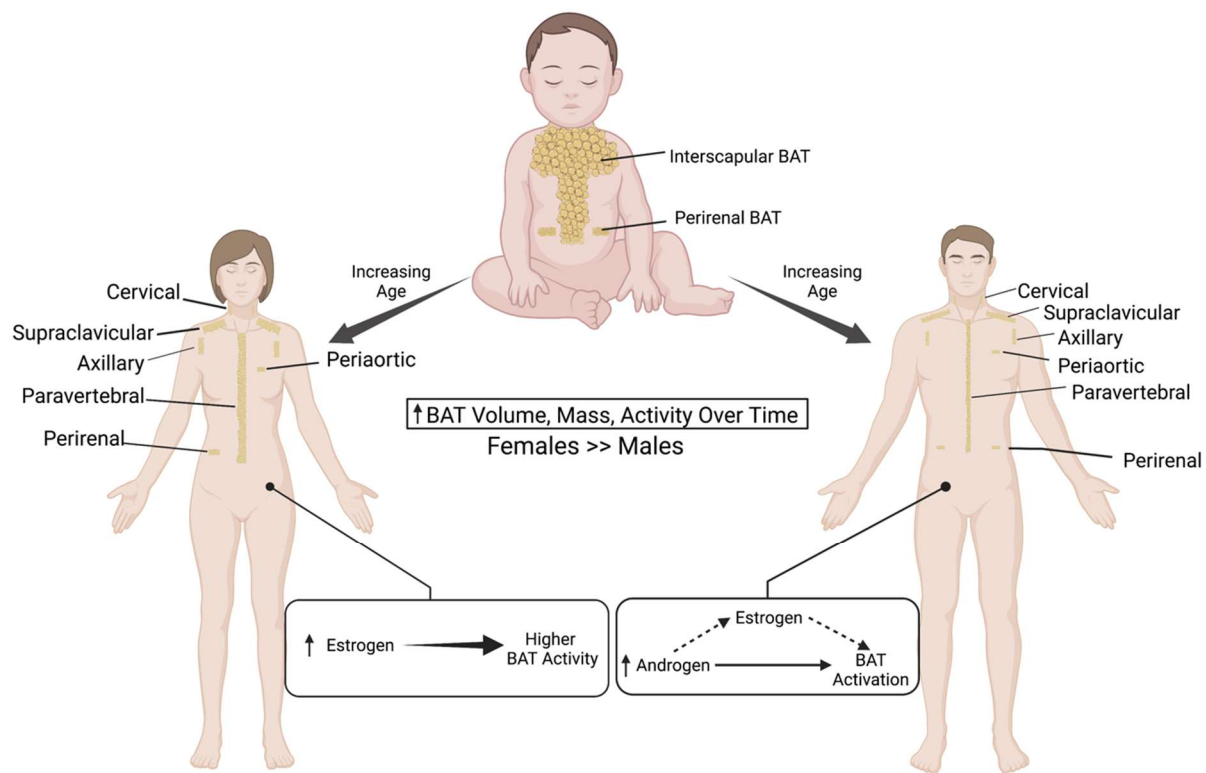 Interscapular BAT
Perirenal BAT
Increasing
Age
Increasing
Age
Cervical
Supraclavicular
Axillary
Paravertebral
Perirenal
Periaortic
Cervical
Supraclavicular
Axillary
Periaortic
Paravertebral
Perirenal
↑BAT Volume, Mass, Activity Over Time
Females >> Males
↑ Estrogen
Higher
BAT Activity
Estrogen
↑ Androgen
BAT
Activation